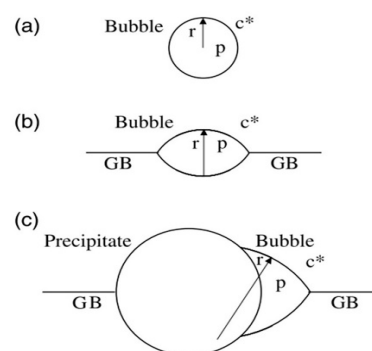 (a)
Bubble c*
r
p
(b)
Bubble c*
r p
GB GB
(c)
Precipitate Bubble
r c*
p
GB GB